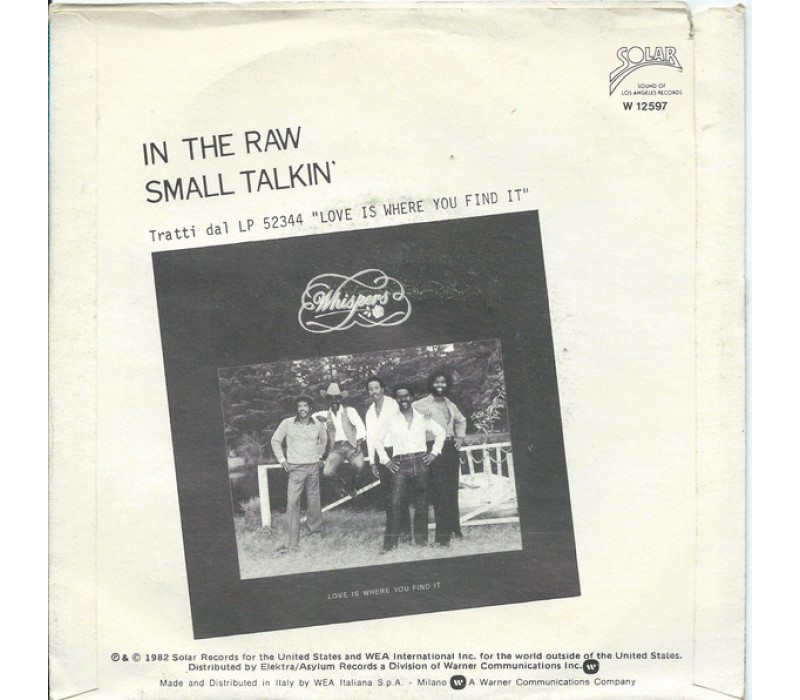 SOLAR
SOUND OF
LOS ANGELES RECORDS
W 12597
IN THE RAW
SMALL TALKIN'
Tratti dal LP 52344 "LOVE IS WHERE YOU FIND IT"
Whispers
LOVE IS WHERE YOU FIND IT
℗ & © 1982 Solar Records for the United States and WEA International Inc. for the world outside of the United States.
Distributed by Elektra/Asylum Records a Division of Warner Communications Inc.
Made and Distributed in Italy by WEA Italiana S.p.A. - Milano A Warner Communications Company